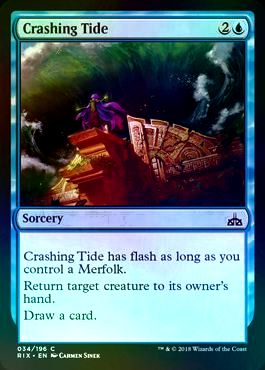 Crashing Tide 2
Sorcery
Crashing Tide has flash as long as you
control a Merfolk.
Return target creature to its owner's
hand.
Draw a card.
034/196 C
RIX • EN Carmen Sinek
™ & © 2018 Wizards of the Coast